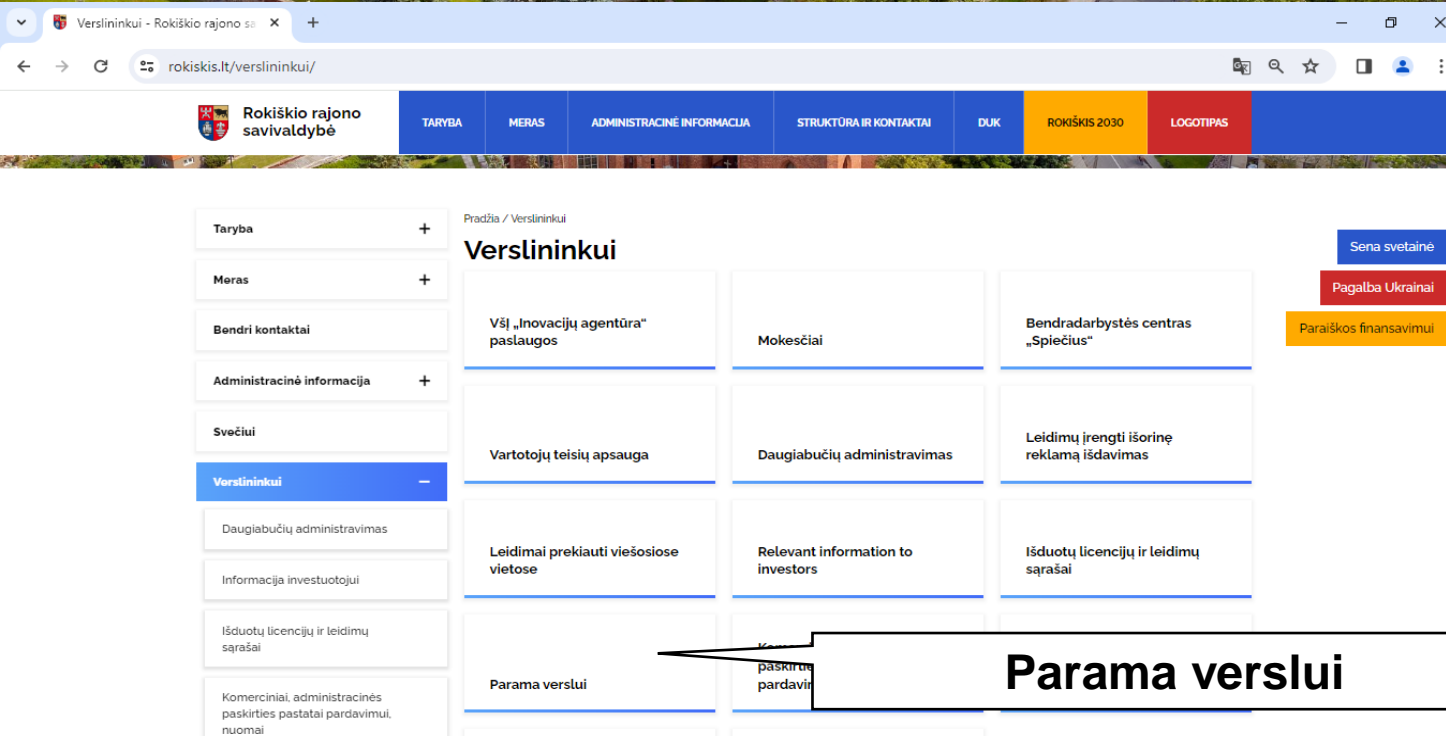 Verslininkui - Rokiškio rajono sa
rokiskis.lt/verslininkui/
Rokiškio rajono
savivaldybė
TARYBA
MERAS
ADMINISTRACINĖ INFORMACIJA
STRUKTŪRA IR KONTAKTAI
DUK
ROKIŠKIS 2030
LOGOTIPAS
Taryba
Meras
Bendri kontaktai
Administracinė informacija
Svečiui
Verslininkui
Daugiabučių administravimas
Informacija investuotojui
Išduotų licencijų ir leidimų
sąrašai
Komerciniai, administracinės
paskirties pastatai pardavimui,
nuomai
Pradžia / Verslininkui
Verslininkui
VšĮ „Inovacijų agentūra“
paslaugos
Mokesčiai
Bendradarbystės centras
„Spiečius“
Vartotojų teisių apsauga
Daugiabučių administravimas
Leidimų įrengti išorinę
reklamą išdavimas
Leidimai prekiauti viešosiose
vietose
Relevant information to
investors
Išduotų licencijų ir leidimų
sąrašai
Parama verslui
Parama verslui
Sena svetainė
Pagalba Ukrainai
Paraiškos finansavimui